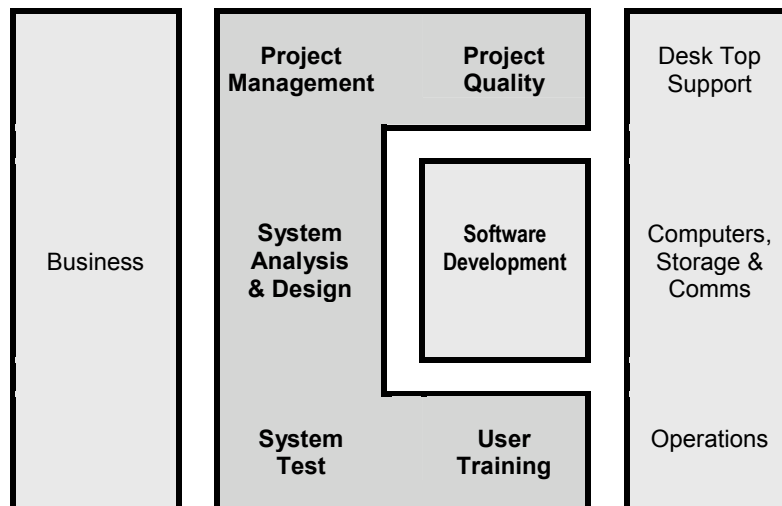 Project
Management
Project
Quality
Desk Top
Support
Business
System
Analysis
& Design
Software
Development
Computers,
Storage &
Comms
System
Test
User
Training
Operations